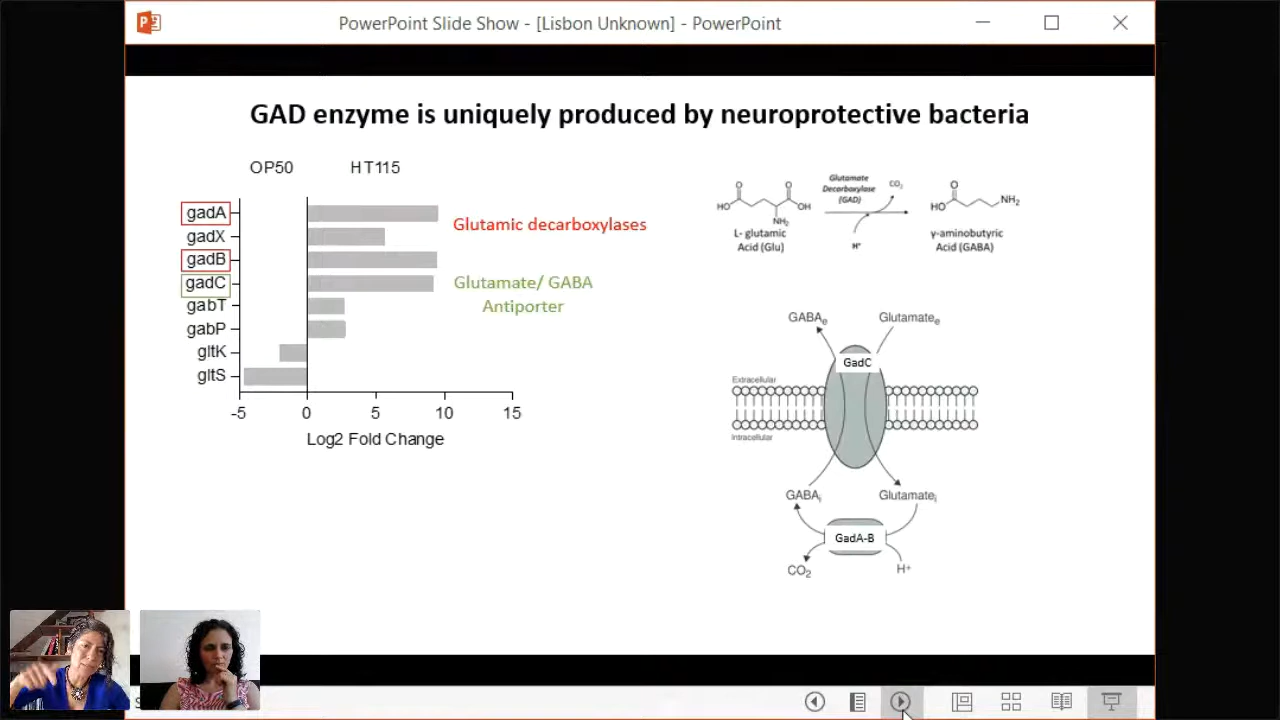 PowerPoint Slide Show - [Lisbon Unknown] - PowerPoint
GAD enzyme is uniquely produced by neuroprotective bacteria
OP50 HT115
gadA
gadX
gadB
gadC
gabT
gabP
gltK
gltS
-5 0 5 10 15
Log2 Fold Change
Glutamic decarboxylases
Glutamate/ GABA
Antiporter
HO O O OH
NH₂
L- glutamic
Acid (Glu)
Glutamate
Decarboxylase
(GAD)
CO₂
H⁺
HO O NH₂
γ-aminobutyric
Acid (GABA)
GABAₑ Glutamateₑ
GadC
Extracellular
Intracellular
GABAᵢ Glutamateᵢ
GadA-B
CO₂ H⁺